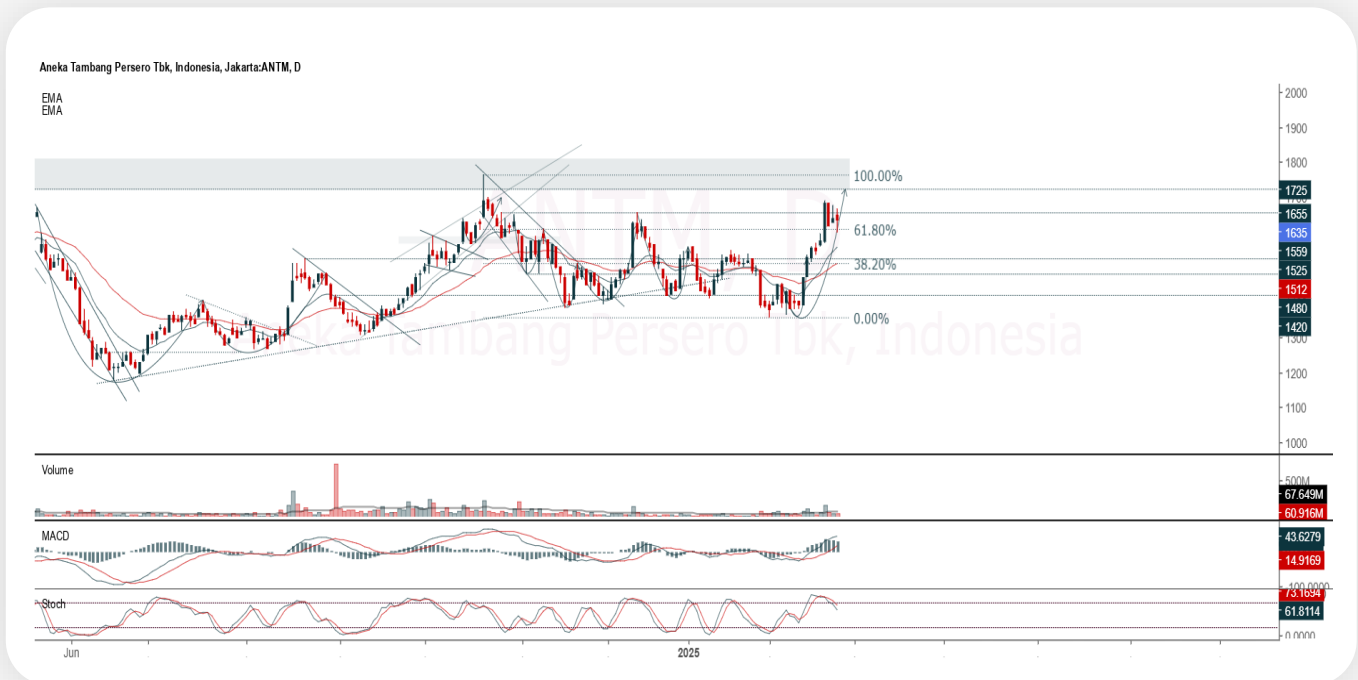 Aneka Tambang Persero Tbk, Indonesia, Jakarta:ANTM, D
EMA
EMA
2000
1900
1800
100.00%
1725
1655
61.80%
1635
1559
38.20%
1525
1512
1480
0.00%
1420
1300
1200
1100
1000
ANTM, D
Aneka Tambang Persero Tbk, Indonesia
Volume
500M
67.649M
60.916M
MACD
43.6279
14.9169
-100.0000
Stoch
73.1694
61.8114
0.0000
Jun
2025